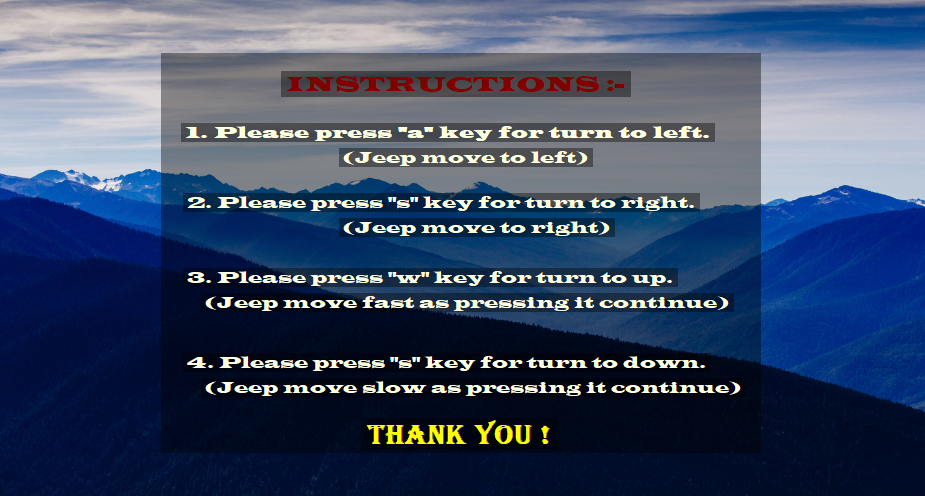 INSTRUCTIONS :-
1. Please press "a" key for turn to left.
(Jeep move to left)
2. Please press "s" key for turn to right.
(Jeep move to right)
3. Please press "w" key for turn to up.
(Jeep move fast as pressing it continue)
4. Please press "s" key for turn to down.
(Jeep move slow as pressing it continue)
THANK YOU !